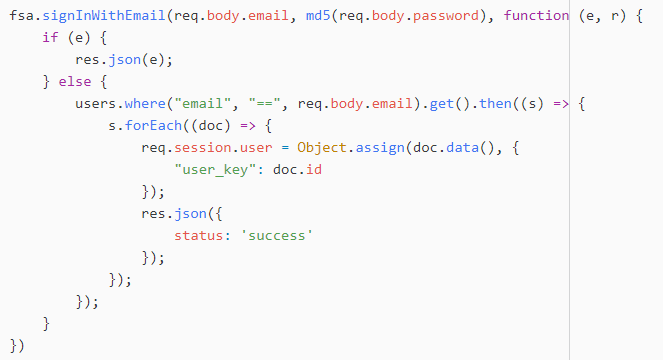 fsa.signInWithEmail(req.body.email, md5(req.body.password), function (e, r) {
    if (e) {
        res.json(e);
    } else {
        users.where("email", "==", req.body.email).get().then((s) => {
            s.forEach((doc) => {
                req.session.user = Object.assign(doc.data(), {
                    "user_key": doc.id
                });
                res.json({
                    status: 'success'
                });
            });
        });
    }
})